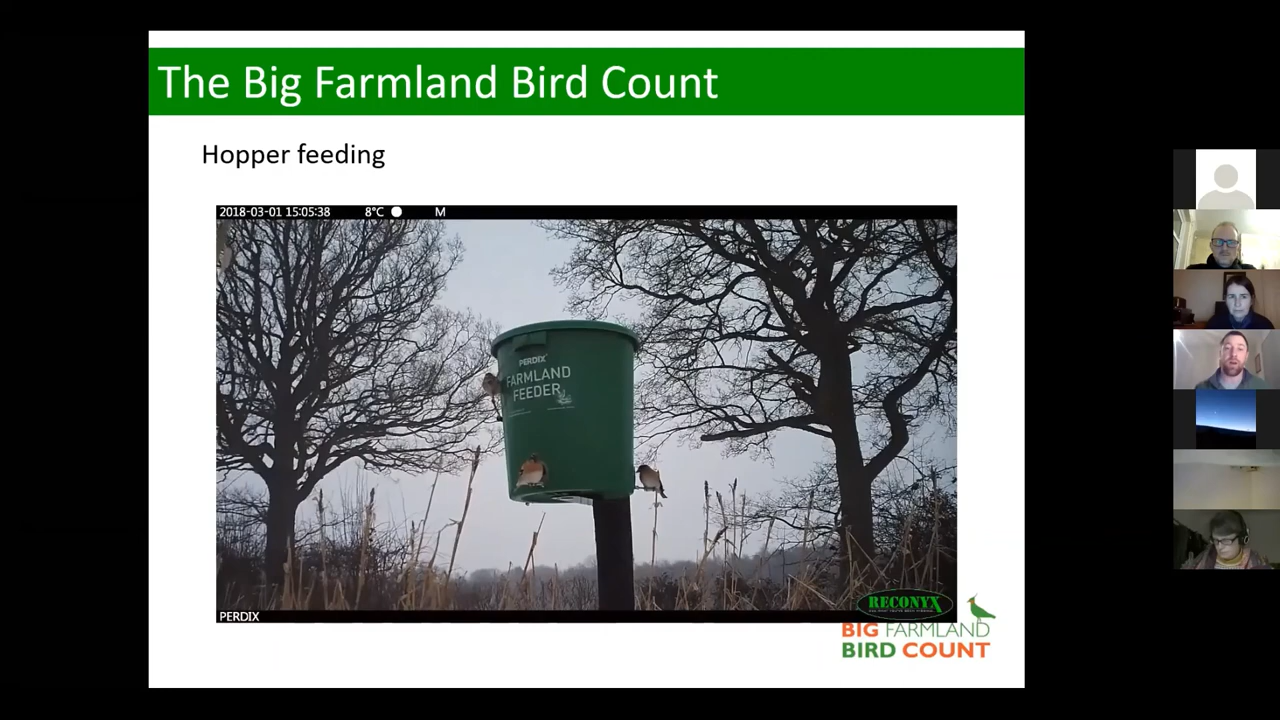 The Big Farmland Bird Count
Hopper feeding
2018-03-01 15:05:38 8°C M
PERDIX
FARMLAND
FEEDER
PERDIX
RECONYX
BIG FARMLAND
BIRD COUNT